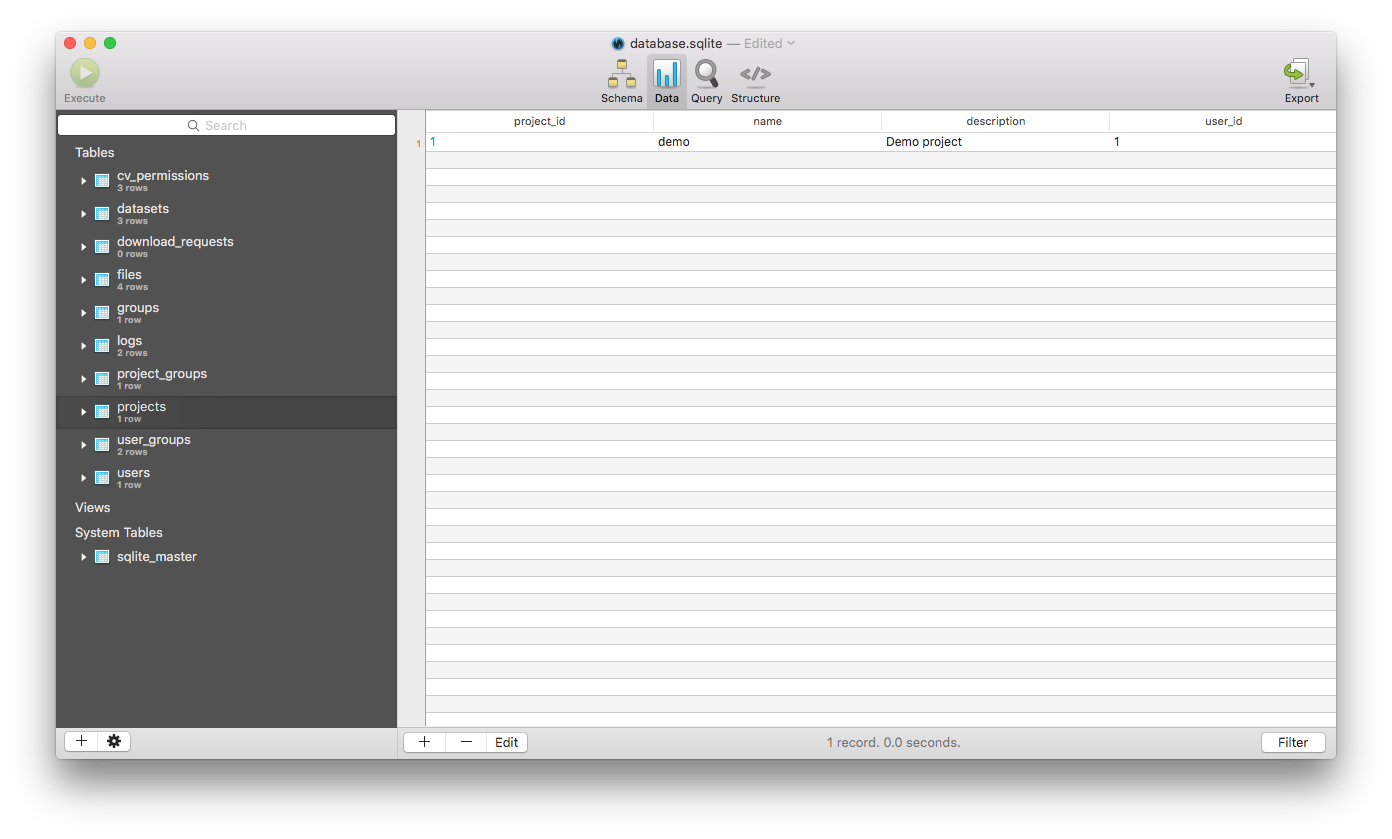 database.sqlite — Edited
Execute
Schema
Data
Query
Structure
Export
Search
Tables
cv_permissions
3 rows
datasets
3 rows
download_requests
0 rows
files
4 rows
groups
1 row
logs
2 rows
project_groups
1 row
projects
1 row
user_groups
2 rows
users
1 row
Views
System Tables
sqlite_master
project_id name description user_id
1 1 demo Demo project 1
Edit
1 record. 0.0 seconds.
Filter